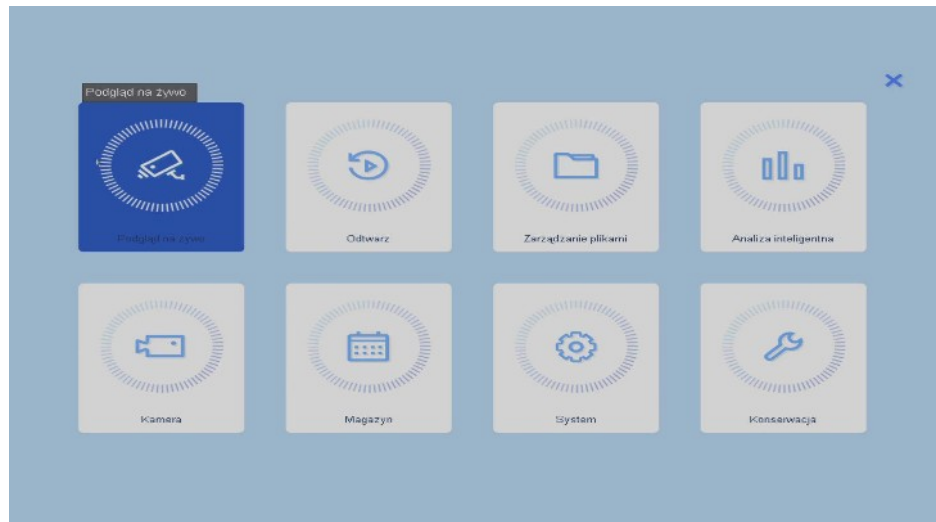 Podgląd na żywo
Podgląd na żywo
Odtwarz
Zarządzanie plikami
Analiza inteligentna
Kamera
Magazyn
System
Konserwacja